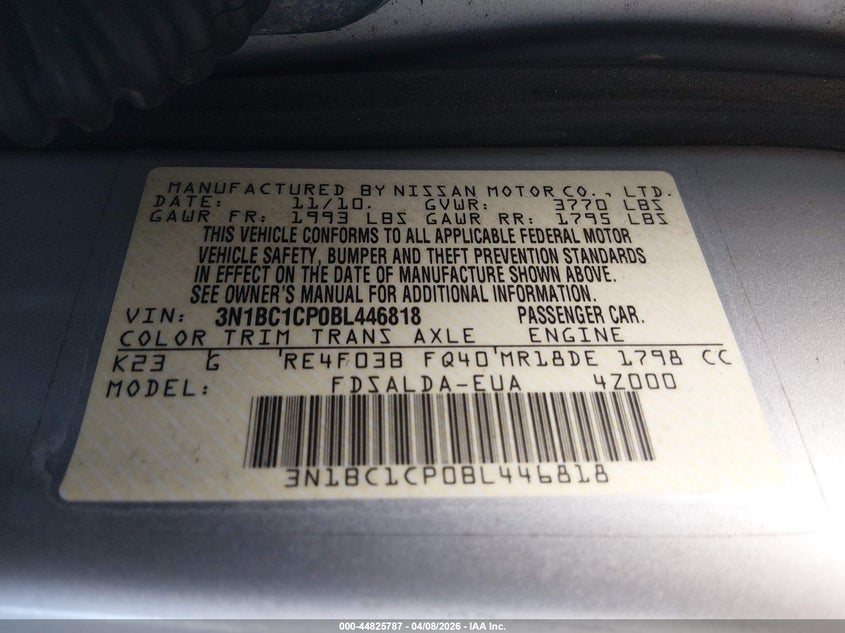 MANUFACTURED BY NISSAN MOTOR CO., LTD.
DATE: 11/10. GVWR: 3770 LBS
GAWR FR: 1993 LBS GAWR RR: 1795 LBS
THIS VEHICLE CONFORMS TO ALL APPLICABLE FEDERAL MOTOR
VEHICLE SAFETY, BUMPER AND THEFT PREVENTION STANDARDS
IN EFFECT ON THE DATE OF MANUFACTURE SHOWN ABOVE.
SEE OWNER'S MANUAL FOR ADDITIONAL INFORMATION.
VIN: 3N1BC1CP0BL446818 PASSENGER CAR.
COLOR TRIM TRANS AXLE ENGINE
K23 G RE4F03B FQ40 MR18DE 1798 CC
MODEL: FDSALDA-EUA 4Z000
3N1BC1CP0BL446818
000-44825787 - 04/08/2026 - IAA Inc.